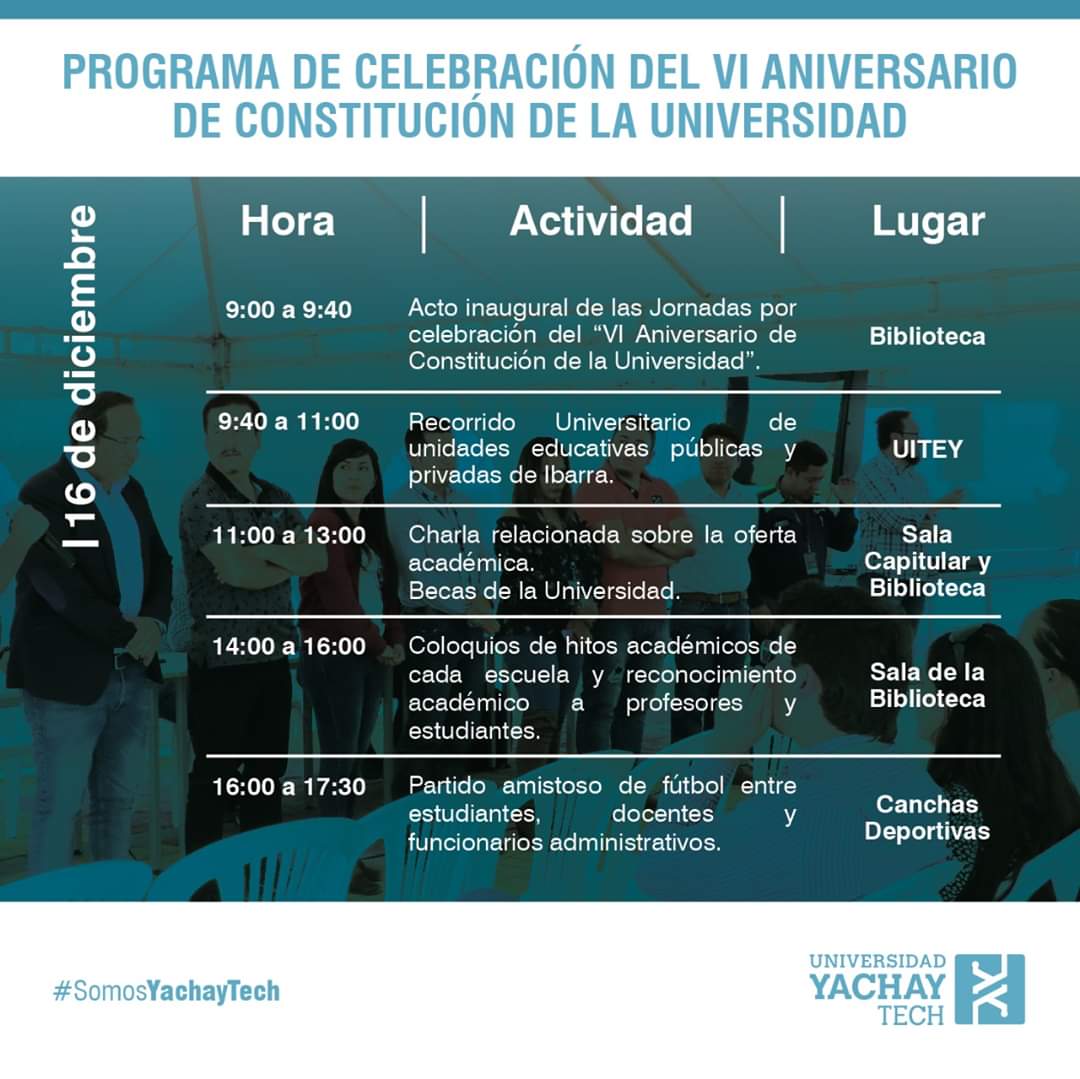 PROGRAMA DE CELEBRACIÓN DEL VI ANIVERSARIO
DE CONSTITUCIÓN DE LA UNIVERSIDAD
| 16 de diciembre
Hora | Actividad | Lugar
9:00 a 9:40
Acto inaugural de las Jornadas por
celebración del “VI Aniversario de
Constitución de la Universidad”.
Biblioteca
9:40 a 11:00
Recorrido Universitario de
unidades educativas públicas y
privadas de Ibarra.
UITEY
11:00 a 13:00
Charla relacionada sobre la oferta
académica.
Becas de la Universidad.
Sala
Capitular y
Biblioteca
14:00 a 16:00
Coloquios de hitos académicos de
cada escuela y reconocimiento
académico a profesores y
estudiantes.
Sala de la
Biblioteca
16:00 a 17:30
Partido amistoso de fútbol entre
estudiantes, docentes y
funcionarios administrativos.
Canchas
Deportivas
#SomosYachayTech
UNIVERSIDAD
YACHAY
TECH